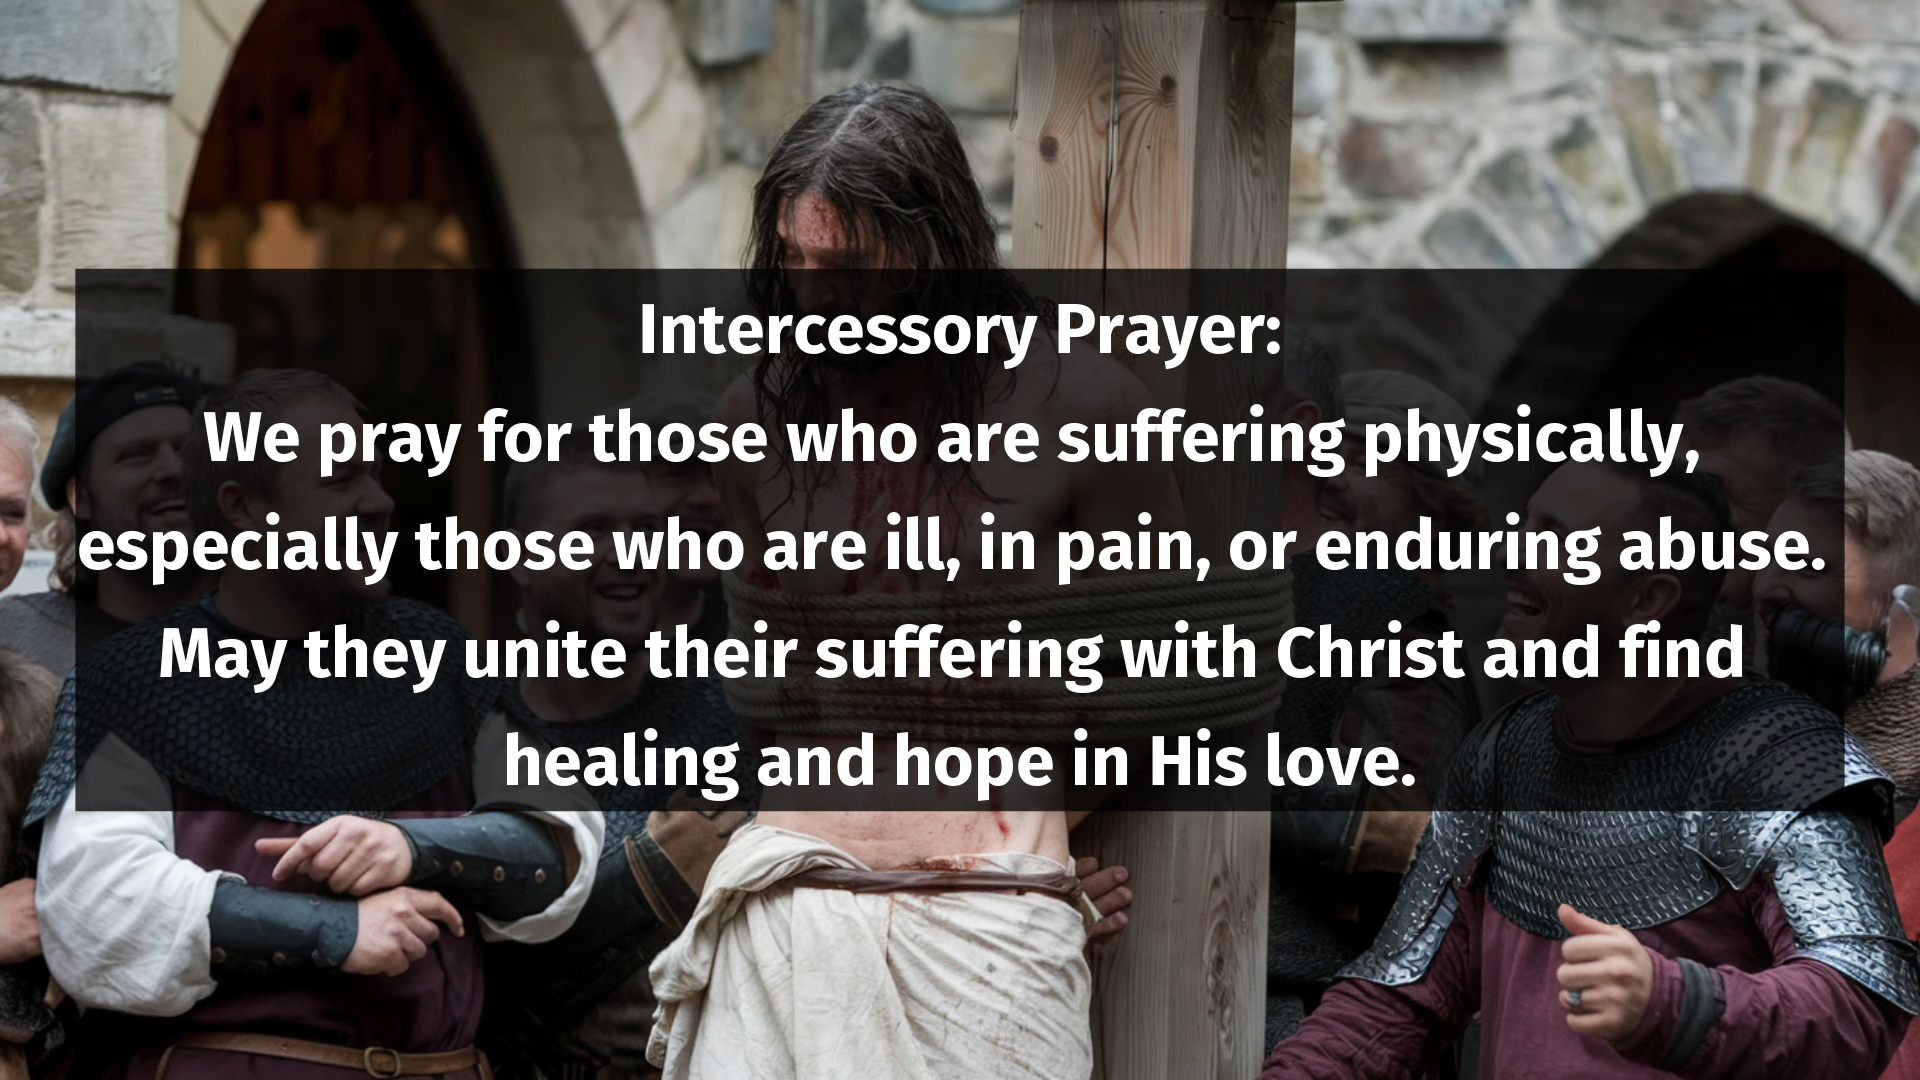 Intercessory Prayer:
We pray for those who are suffering physically,
especially those who are ill, in pain, or enduring abuse.
May they unite their suffering with Christ and find
healing and hope in His love.